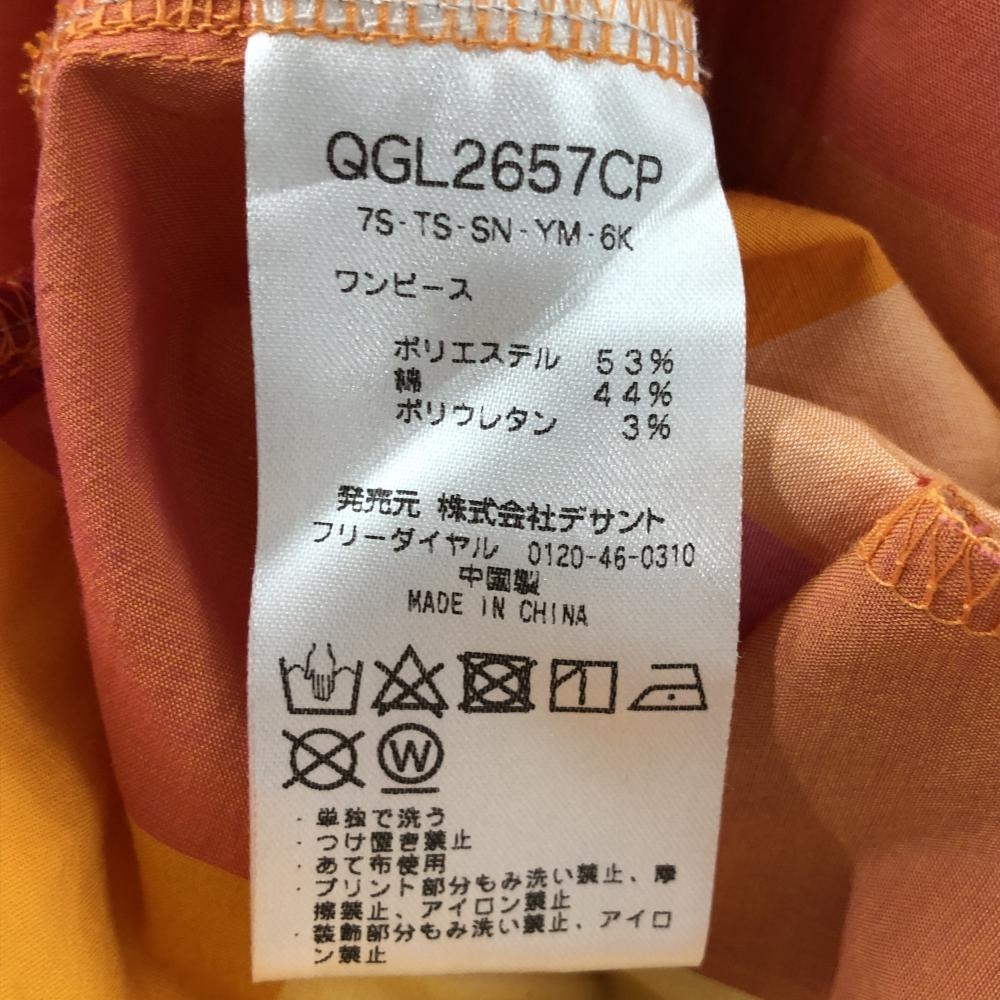 QGL2657CP
7S-TS-SN-YM-6K
ワンピース
ポリエステル 53%
綿 44%
ポリウレタン 3%
発売元 株式会社デサント
フリーダイヤル 0120-46-0310
中国製
MADE IN CHINA
W
・単独で洗う
・つけ置き禁止
・あて布使用
・プリント部分もみ洗い禁止、摩
擦禁止、アイロン禁止
・装飾部分もみ洗い禁止、アイロ
ン禁止